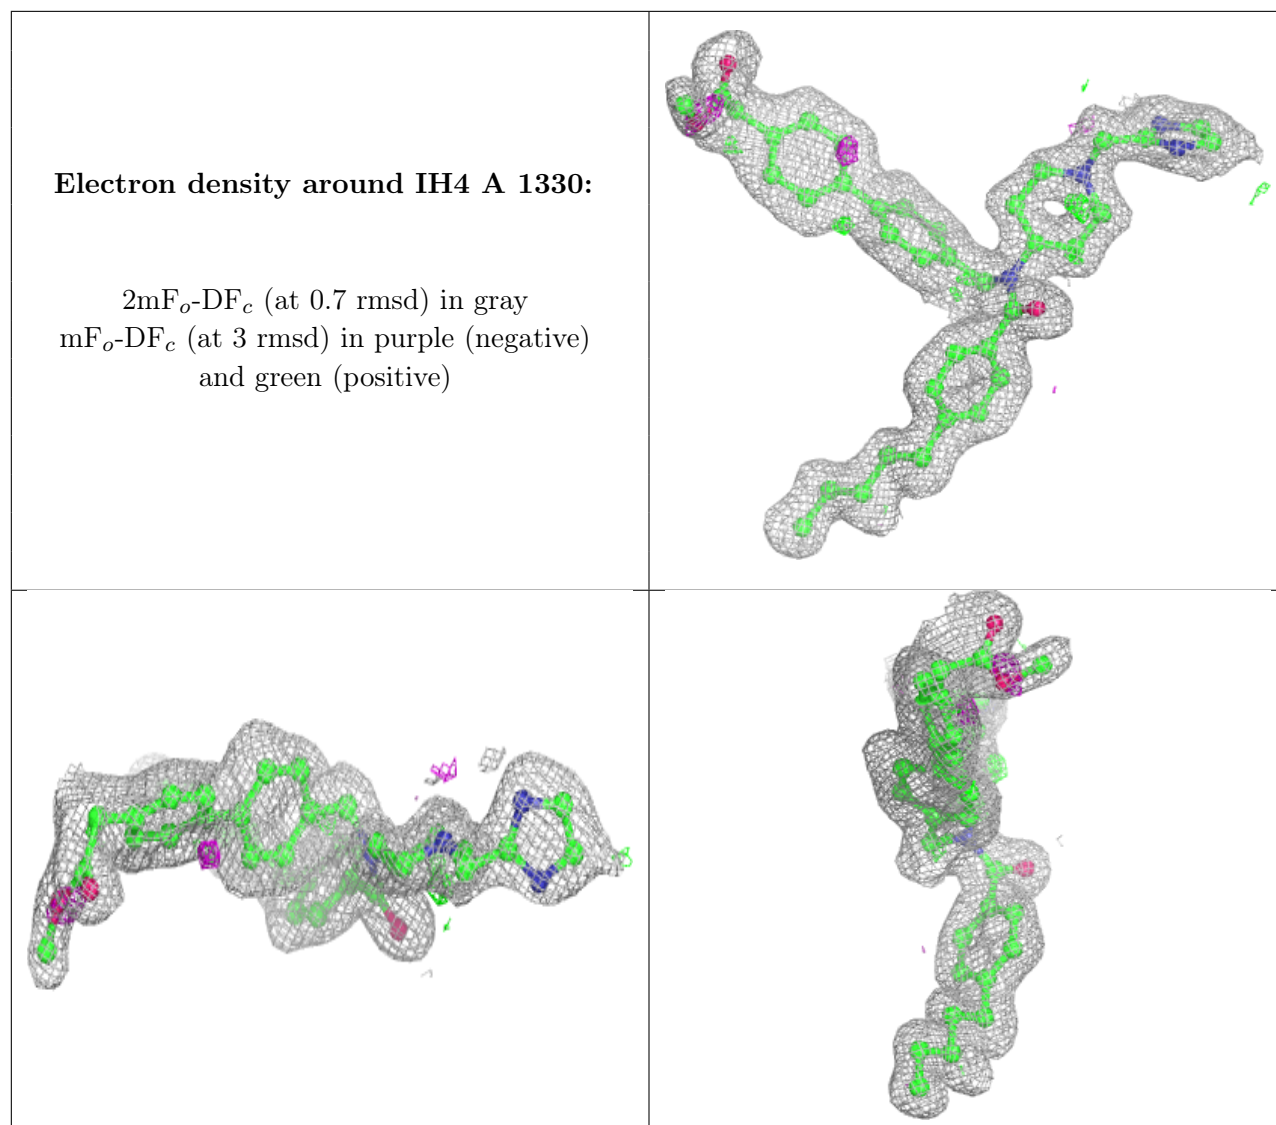 Electron density around IH4 A 1330:
2mFₒ-DF𝒸 (at 0.7 rmsd) in gray
mFₒ-DF𝒸 (at 3 rmsd) in purple (negative)
and green (positive)